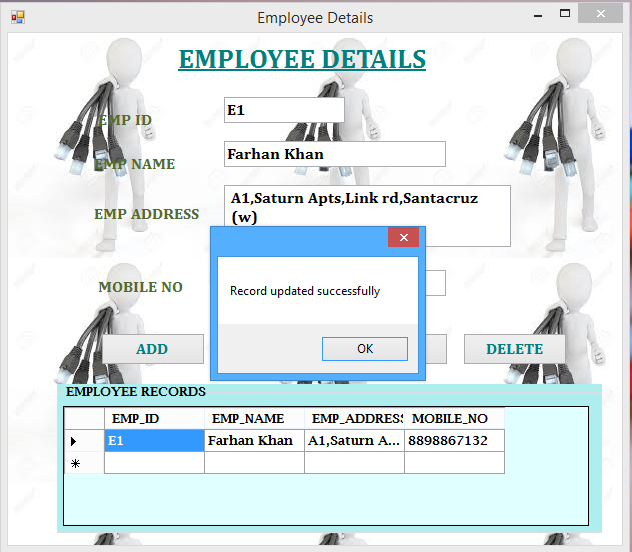 Employee Details
EMPLOYEE DETAILS
EMP ID
E1
EMP NAME
Farhan Khan
EMP ADDRESS
A1,Saturn Apts,Link rd,Santacruz
(w)
Record updated successfully
MOBILE NO
OK
ADD
DELETE
EMPLOYEE RECORDS
EMP_ID EMP_NAME EMP_ADDRESS MOBILE_NO
E1 Farhan Khan A1,Saturn A... 8898867132